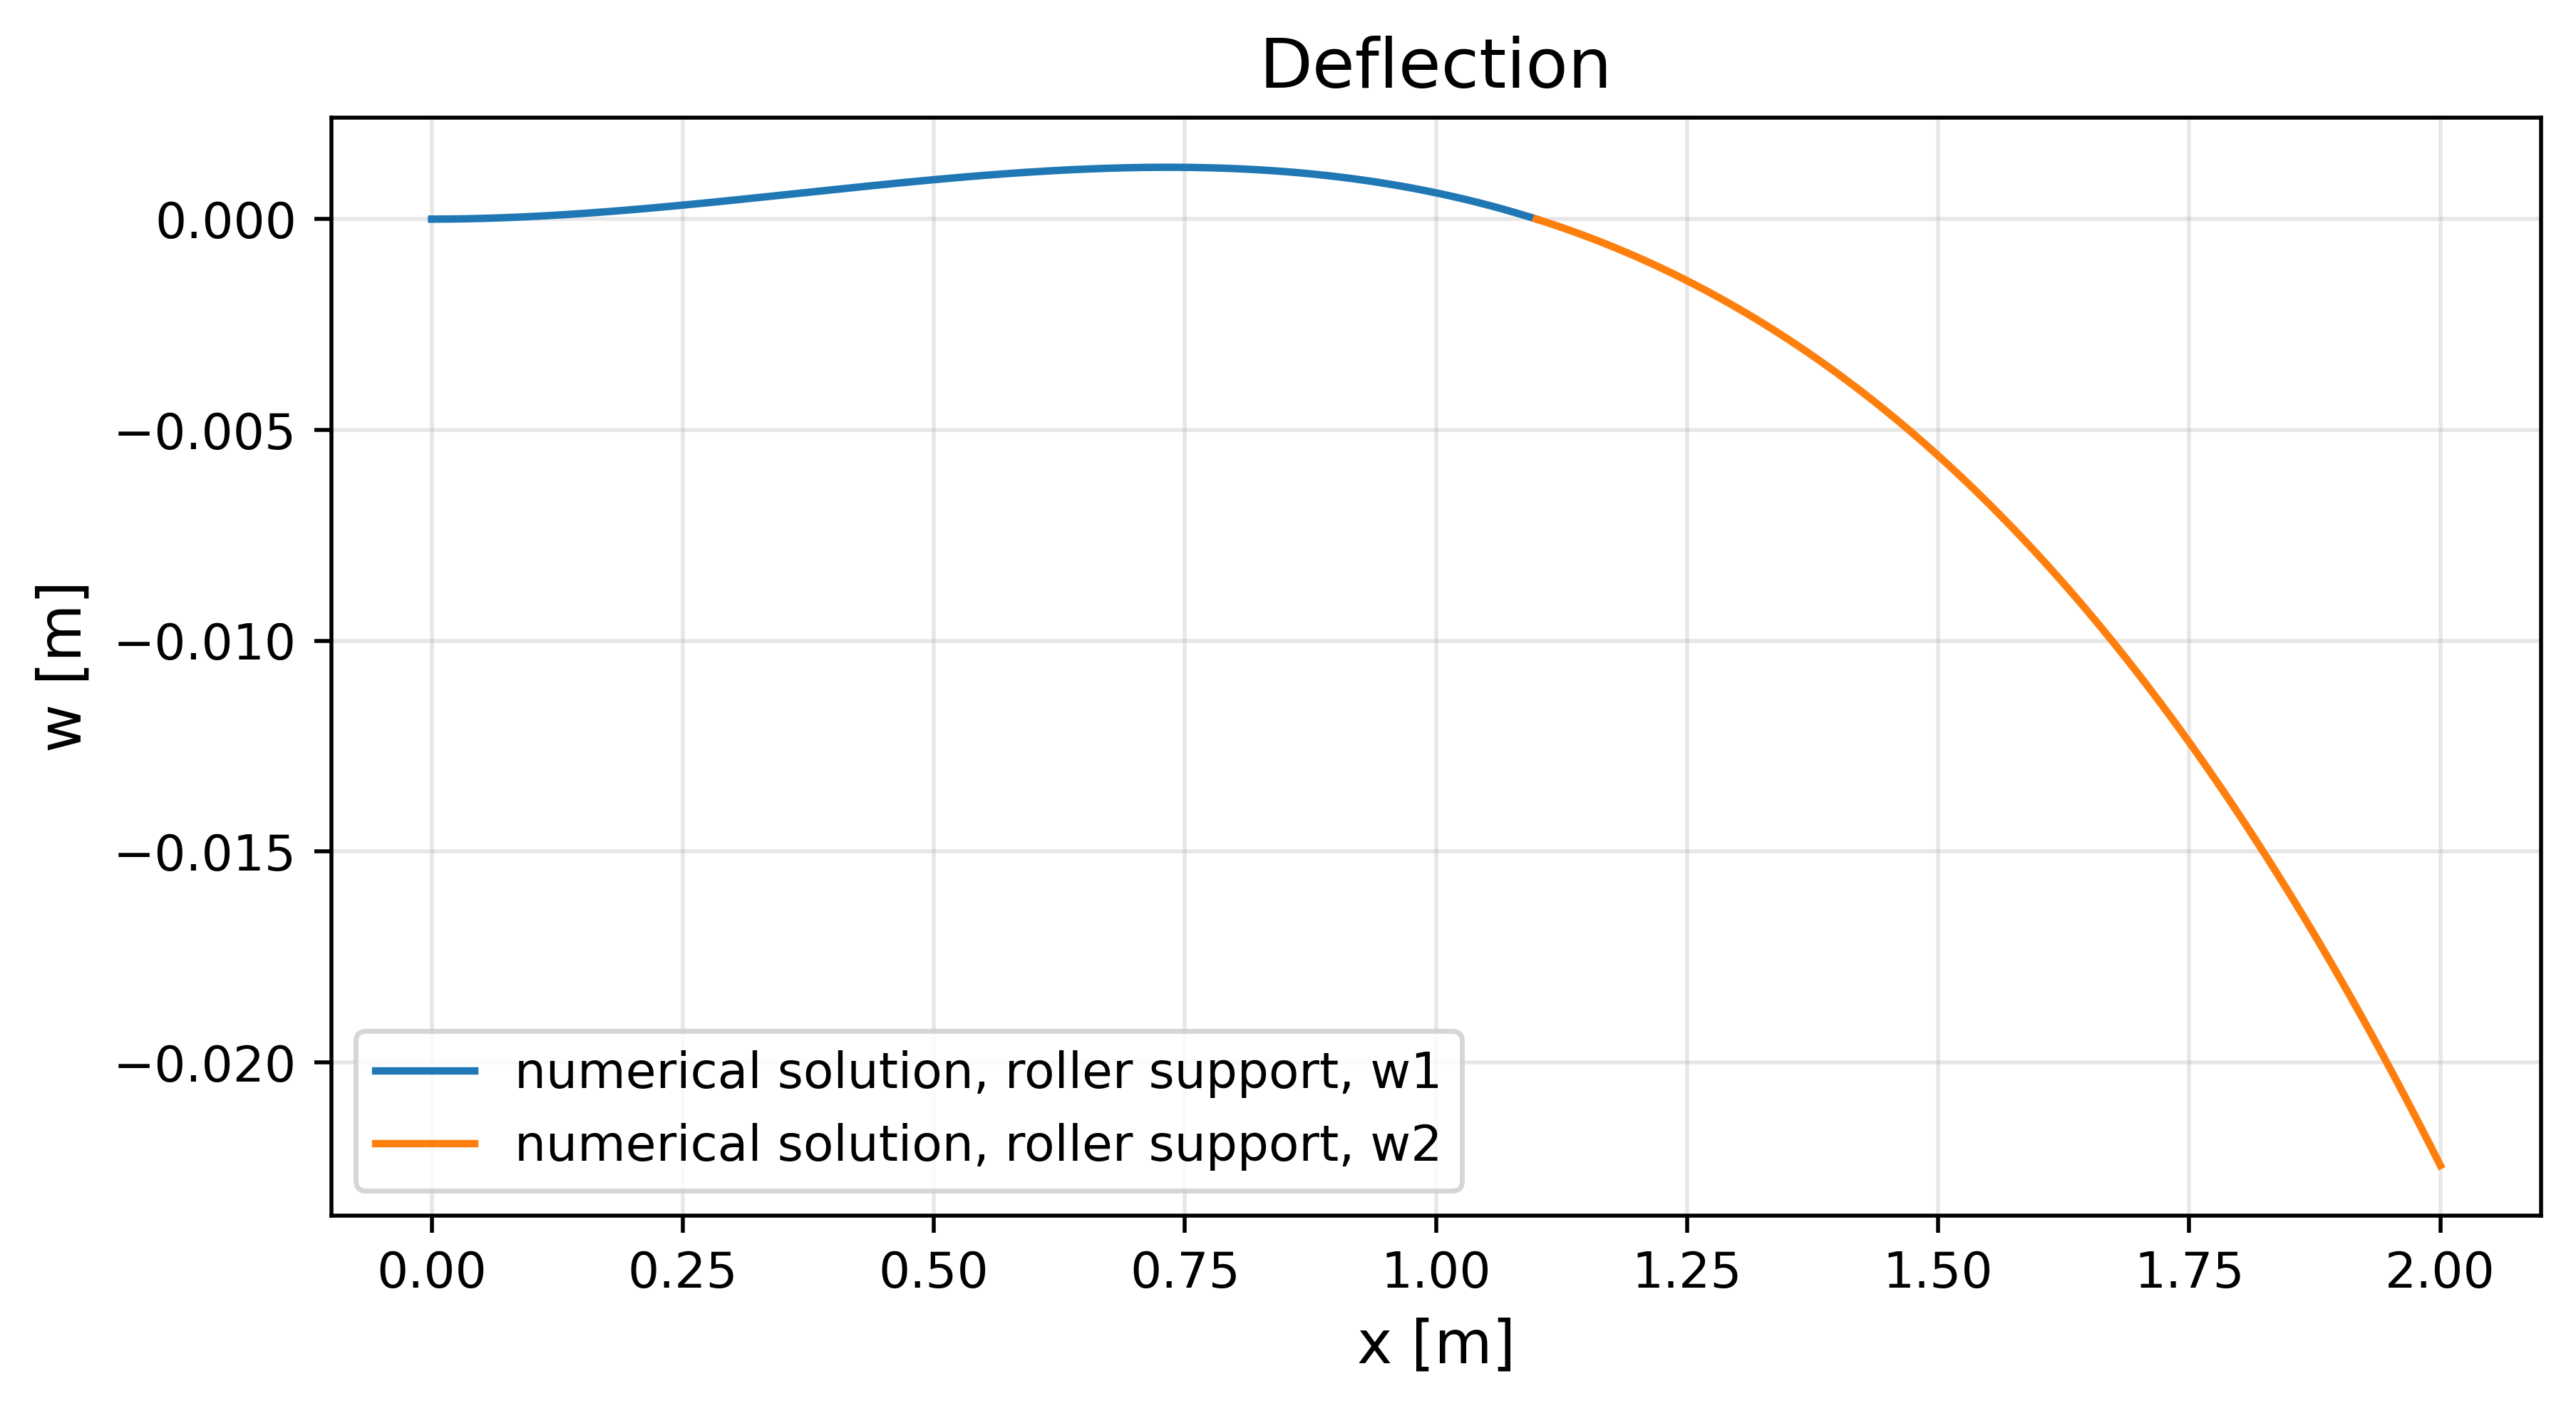 Deflection
0.000
−0.005
−0.010
−0.015
−0.020
w [m]
numerical solution, roller support, w1
numerical solution, roller support, w2
0.00 0.25 0.50 0.75 1.00 1.25 1.50 1.75 2.00
x [m]